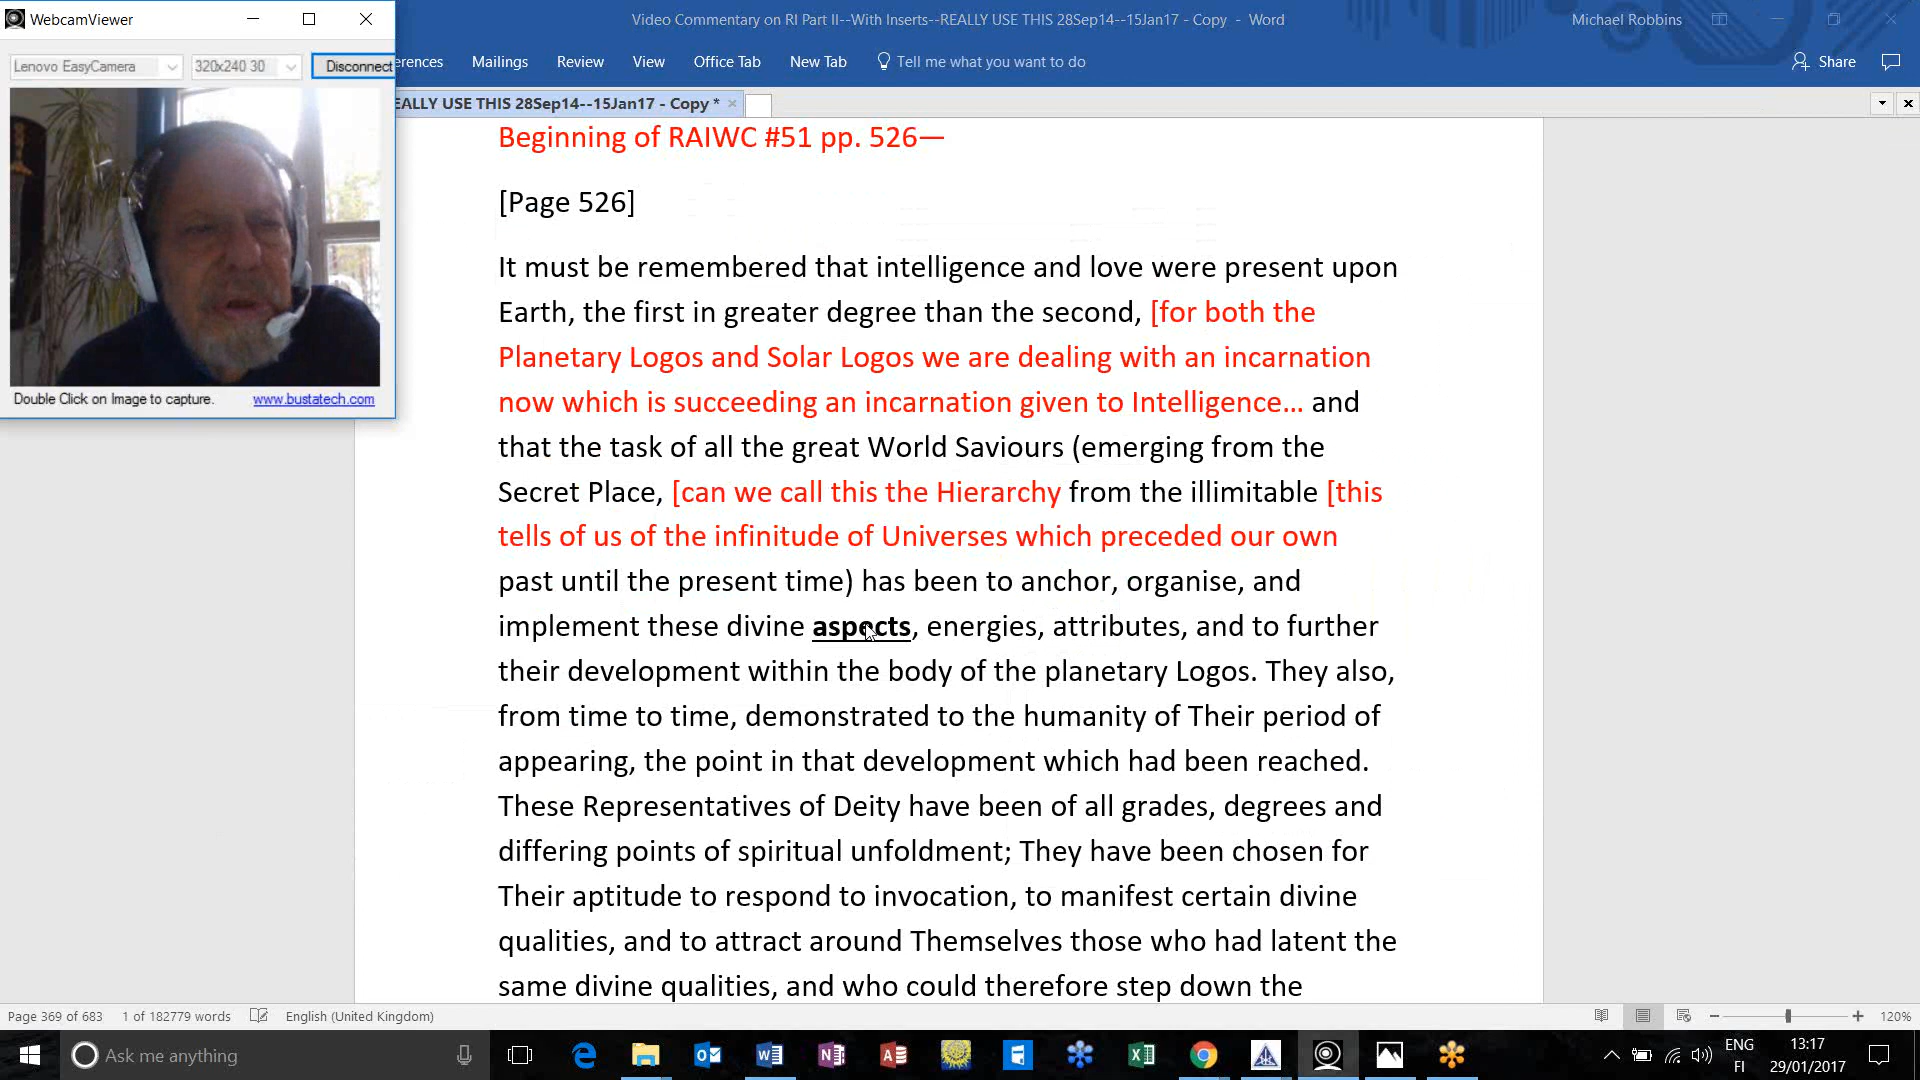 WebcamViewer
Video Commentary on RI Part II--With Inserts--REALLY USE THIS 28Sep14--15Jan17 - Copy - Word
Michael Robbins
Lenovo EasyCamera
320x240 30
Disconnect
erences
Mailings
Review
View
Office Tab
New Tab
Tell me what you want to do
Share
EALLY USE THIS 28Sep14--15Jan17 - Copy *
Double Click on Image to capture.
www.bustatech.com
Beginning of RAIWC #51 pp. 526—
[Page 526]
It must be remembered that intelligence and love were present upon
Earth, the first in greater degree than the second, [for both the
Planetary Logos and Solar Logos we are dealing with an incarnation
now which is succeeding an incarnation given to Intelligence… and
that the task of all the great World Saviours (emerging from the
Secret Place, [can we call this the Hierarchy from the illimitable [this
tells of us of the infinitude of Universes which preceded our own
past until the present time) has been to anchor, organise, and
implement these divine aspects, energies, attributes, and to further
their development within the body of the planetary Logos. They also,
from time to time, demonstrated to the humanity of Their period of
appearing, the point in that development which had been reached.
These Representatives of Deity have been of all grades, degrees and
differing points of spiritual unfoldment; They have been chosen for
Their aptitude to respond to invocation, to manifest certain divine
qualities, and to attract around Themselves those who had latent the
same divine qualities, and who could therefore step down the
Page 369 of 683
1 of 182779 words
English (United Kingdom)
120%
Ask me anything
ENG
FI
13:17
29/01/2017